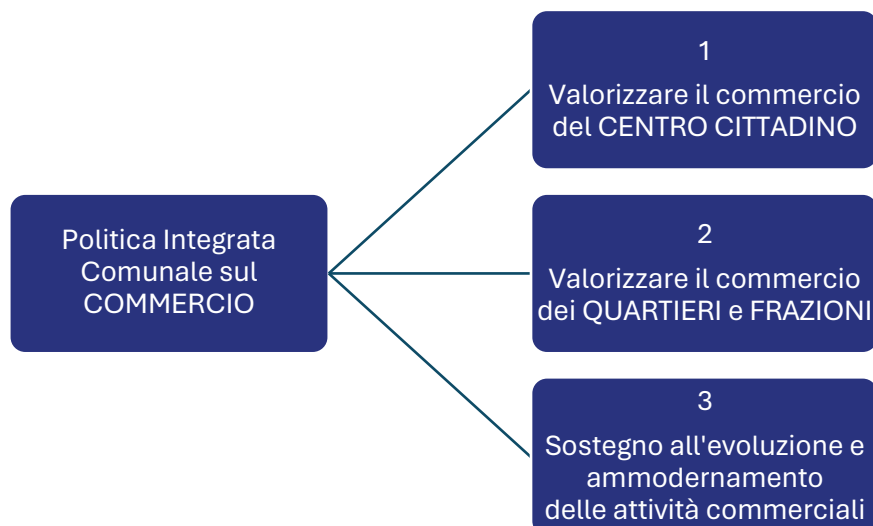 Politica Integrata
Comunale sul
COMMERCIO
1
Valorizzare il commercio
del CENTRO CITTADINO
2
Valorizzare il commercio
dei QUARTIERI e FRAZIONI
3
Sostegno all'evoluzione e
ammodernamento
delle attività commerciali